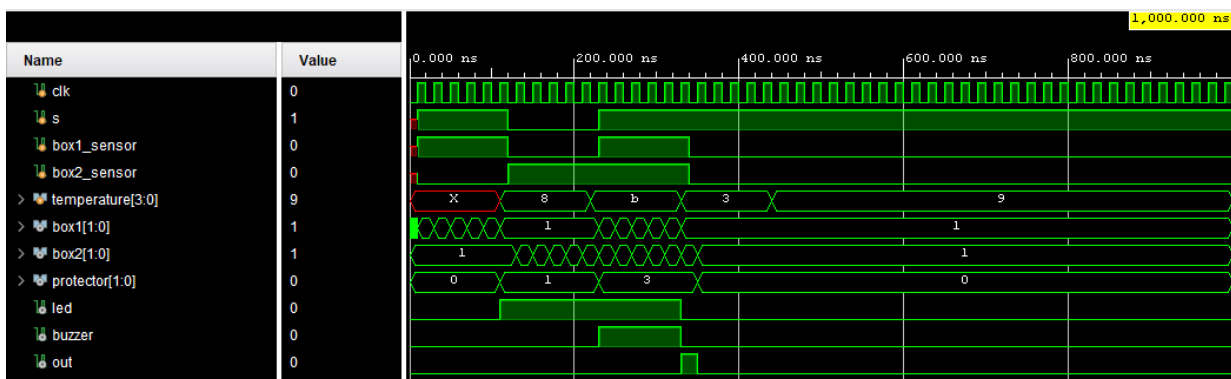 1,000.000 ns
Name Value 0.000 ns 200.000 ns 400.000 ns 600.000 ns 800.000 ns
clk 0
s 1
box1_sensor 0
box2_sensor 0
temperature[3:0] 9 X 8 b 3 9
box1[1:0] 1 1 1
box2[1:0] 1 1 1
protector[1:0] 0 0 1 3 0
led 0
buzzer 0
out 0